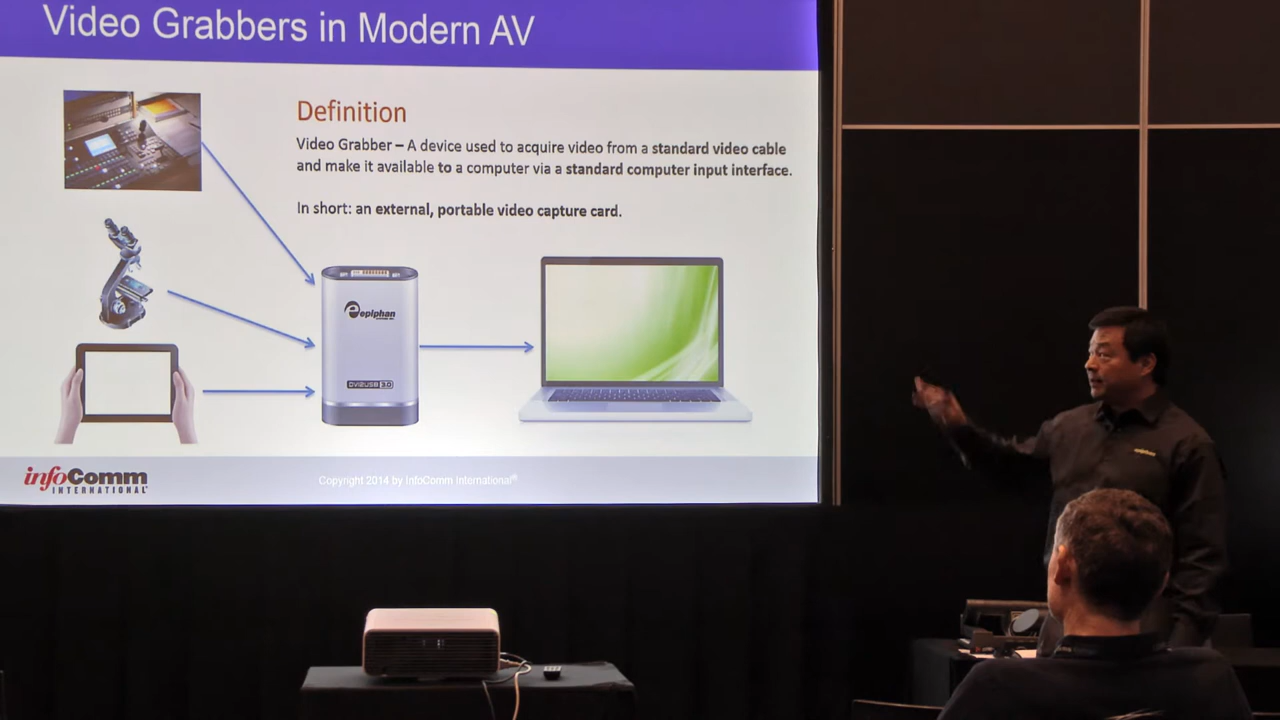 Video Grabbers in Modern AV
Definition
Video Grabber – A device used to acquire video from a standard video cable
and make it available to a computer via a standard computer input interface.
In short: an external, portable video capture card.
epiphan
DVI2USB 3.0
infoComm
INTERNATIONAL®
Copyright 2014 by InfoComm International®
epiphan